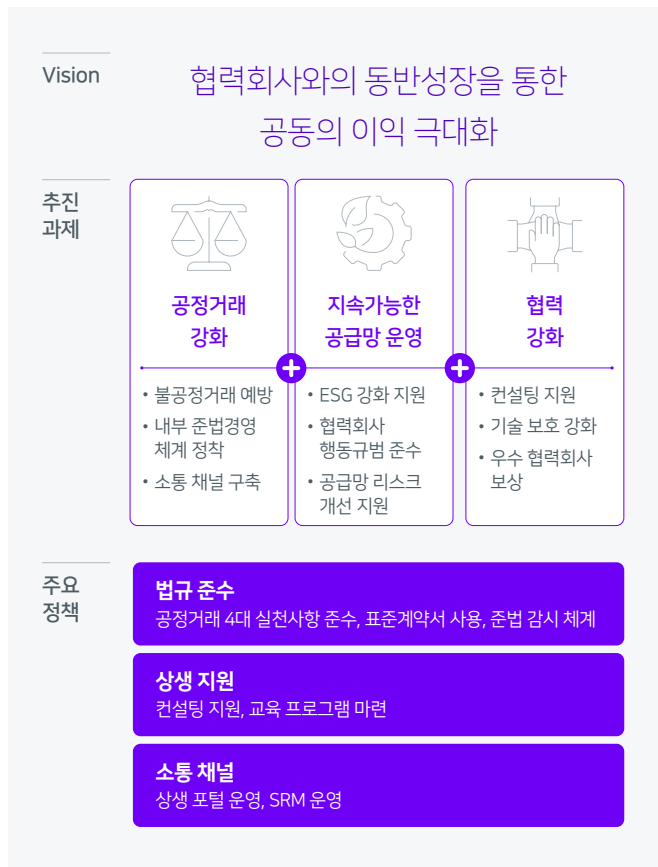 Vision
협력회사와의 동반성장을 통한
공동의 이익 극대화
추진
과제
공정거래
강화
• 불공정거래 예방
• 내부 준법경영
체계 정착
• 소통 채널 구축
지속가능한
공급망 운영
• ESG 강화 지원
• 협력회사
행동규범 준수
• 공급망 리스크
개선 지원
협력
강화
• 컨설팅 지원
• 기술 보호 강화
• 우수 협력회사
보상
주요
정책
법규 준수
공정거래 4대 실천사항 준수, 표준계약서 사용, 준법 감시 체계
상생 지원
컨설팅 지원, 교육 프로그램 마련
소통 채널
상생 포털 운영, SRM 운영